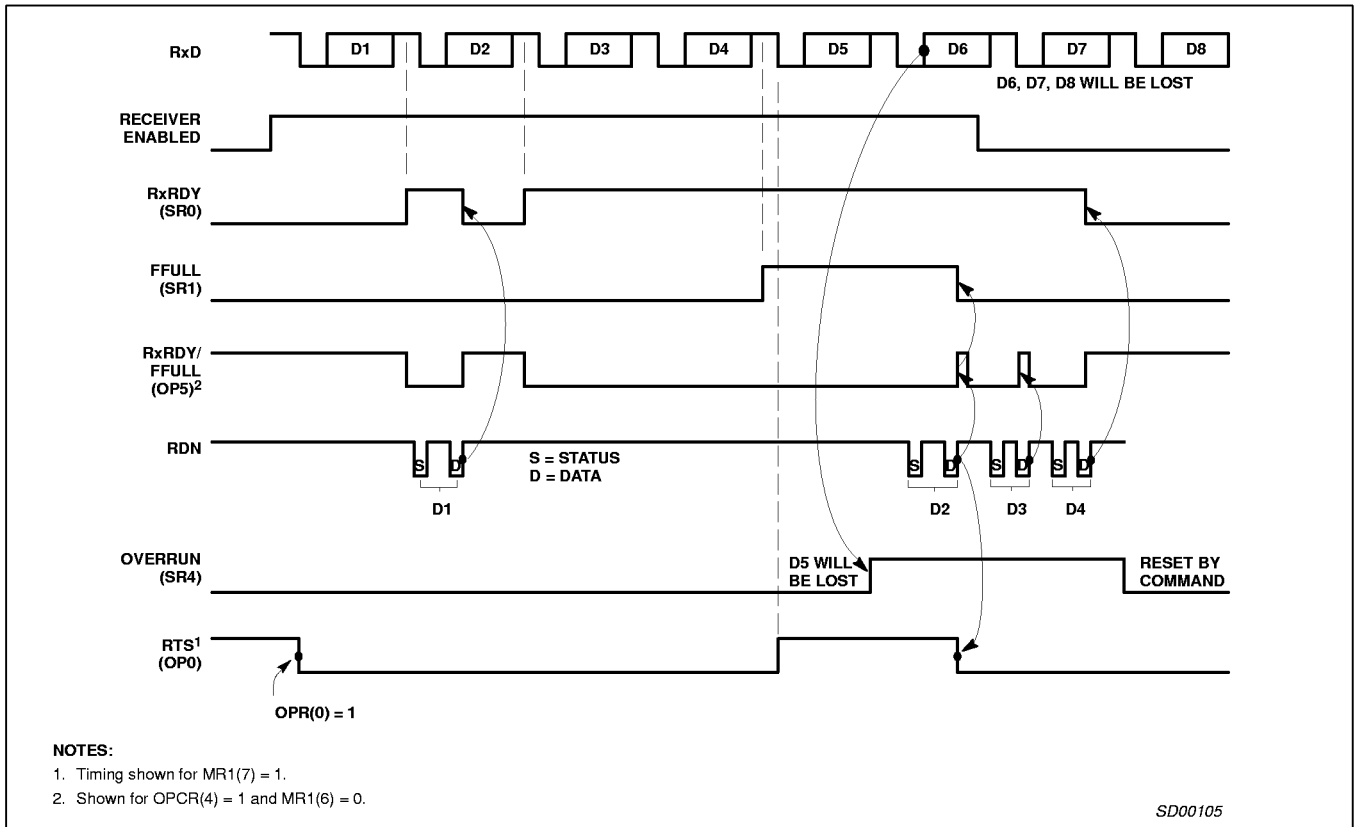 RxD D1 D2 D3 D4 D5 D6 D7 D8
D6, D7, D8 WILL BE LOST
RECEIVER
ENABLED
RxRDY
(SR0)
FFULL
(SR1)
RxRDY/
FFULL
(OP5)2
RDN
S D S D S D S D
S = STATUS
D = DATA
D1 D2 D3 D4
OVERRUN
(SR4)
D5 WILL
BE LOST
RESET BY
COMMAND
RTS1
(OP0)
OPR(0) = 1
NOTES:
1. Timing shown for MR1(7) = 1.
2. Shown for OPCR(4) = 1 and MR1(6) = 0.
SD00105